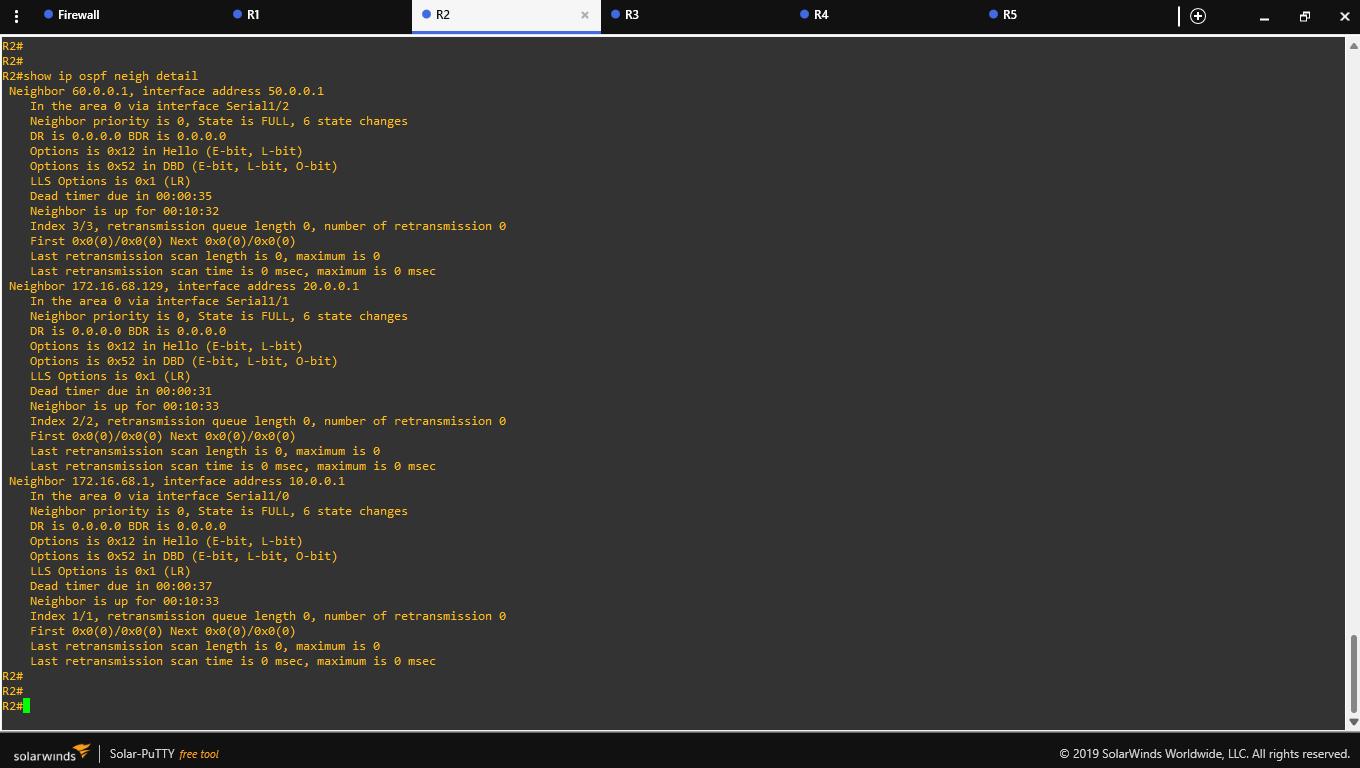 Firewall
R1
R2
R3
R4
R5
R2#
R2#
R2#show ip ospf neigh detail
Neighbor 60.0.0.1, interface address 50.0.0.1
In the area 0 via interface Serial1/2
Neighbor priority is 0, State is FULL, 6 state changes
DR is 0.0.0.0 BDR is 0.0.0.0
Options is 0x12 in Hello (E-bit, L-bit)
Options is 0x52 in DBD (E-bit, L-bit, O-bit)
LLS Options is 0x1 (LR)
Dead timer due in 00:00:35
Neighbor is up for 00:10:32
Index 3/3, retransmission queue length 0, number of retransmission 0
First 0x0(0)/0x0(0) Next 0x0(0)/0x0(0)
Last retransmission scan length is 0, maximum is 0
Last retransmission scan time is 0 msec, maximum is 0 msec
Neighbor 172.16.68.129, interface address 20.0.0.1
In the area 0 via interface Serial1/1
Neighbor priority is 0, State is FULL, 6 state changes
DR is 0.0.0.0 BDR is 0.0.0.0
Options is 0x12 in Hello (E-bit, L-bit)
Options is 0x52 in DBD (E-bit, L-bit, O-bit)
LLS Options is 0x1 (LR)
Dead timer due in 00:00:31
Neighbor is up for 00:10:33
Index 2/2, retransmission queue length 0, number of retransmission 0
First 0x0(0)/0x0(0) Next 0x0(0)/0x0(0)
Last retransmission scan length is 0, maximum is 0
Last retransmission scan time is 0 msec, maximum is 0 msec
Neighbor 172.16.68.1, interface address 10.0.0.1
In the area 0 via interface Serial1/0
Neighbor priority is 0, State is FULL, 6 state changes
DR is 0.0.0.0 BDR is 0.0.0.0
Options is 0x12 in Hello (E-bit, L-bit)
Options is 0x52 in DBD (E-bit, L-bit, O-bit)
LLS Options is 0x1 (LR)
Dead timer due in 00:00:37
Neighbor is up for 00:10:33
Index 1/1, retransmission queue length 0, number of retransmission 0
First 0x0(0)/0x0(0) Next 0x0(0)/0x0(0)
Last retransmission scan length is 0, maximum is 0
Last retransmission scan time is 0 msec, maximum is 0 msec
R2#
R2#
R2#
solarwinds
Solar-PuTTY free tool
© 2019 SolarWinds Worldwide, LLC. All rights reserved.